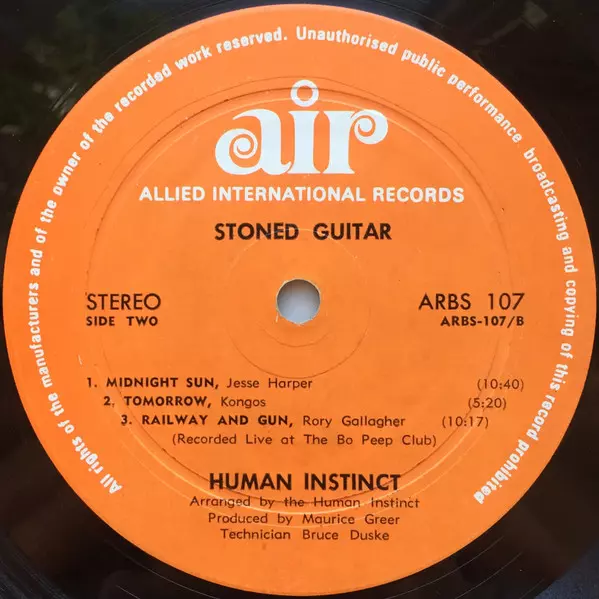 All rights of the manufacturers and of the owner of the recorded work reserved. Unauthorised public performance broadcasting and copying of this record prohibited
air
ALLIED INTERNATIONAL RECORDS
STONED GUITAR
STEREO
SIDE TWO
ARBS 107
ARBS-107/B
1. MIDNIGHT SUN, Jesse Harper (10:40)
2. TOMORROW, Kongos (5:20)
3. RAILWAY AND GUN, Rory Gallagher (10:17)
(Recorded Live at The Bo Peep Club)
HUMAN INSTINCT
Arranged by the Human Instinct
Produced by Maurice Greer
Technician Bruce Duske